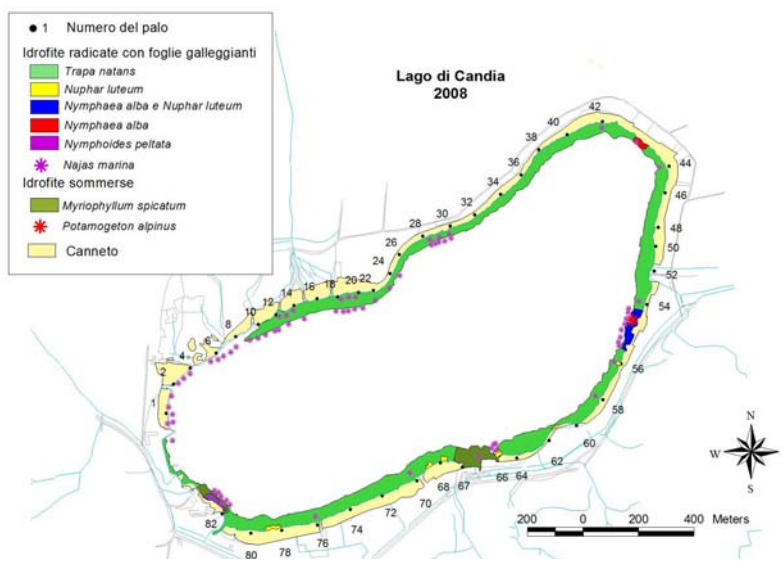 1 Numero del palo
Idrofite radicate con foglie galleggianti
Trapa natans
Nuphar luteum
Nymphaea alba e Nuphar luteum
Nymphaea alba
Nymphoides peltata
Najas marina
Idrofite sommerse
Myriophyllum spicatum
Potamogeton alpinus
Canneto
Lago di Candia
2008
42
40
38
36
34
32
30
28
26
24
22
20
18
16
14
12
10
8
6
4
2
1
44
46
48
50
52
54
56
58
60
62
64
66
67
68
70
72
74
76
78
80
82
N
W
E
S
200 0 200 400 Meters